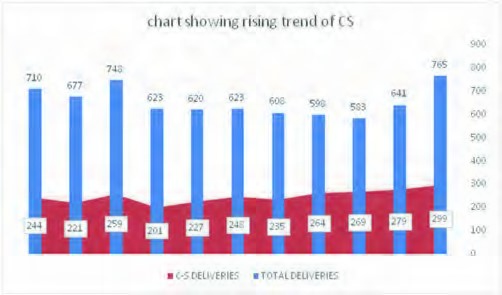 chart showing rising trend of CS
900
800
700
600
500
400
300
200
100
0
710 677 748 623 620 623 608 598 583 641 765
244 221 259 201 227 248 235 264 269 279 299
C-S DELIVERIES TOTAL DELIVERIES